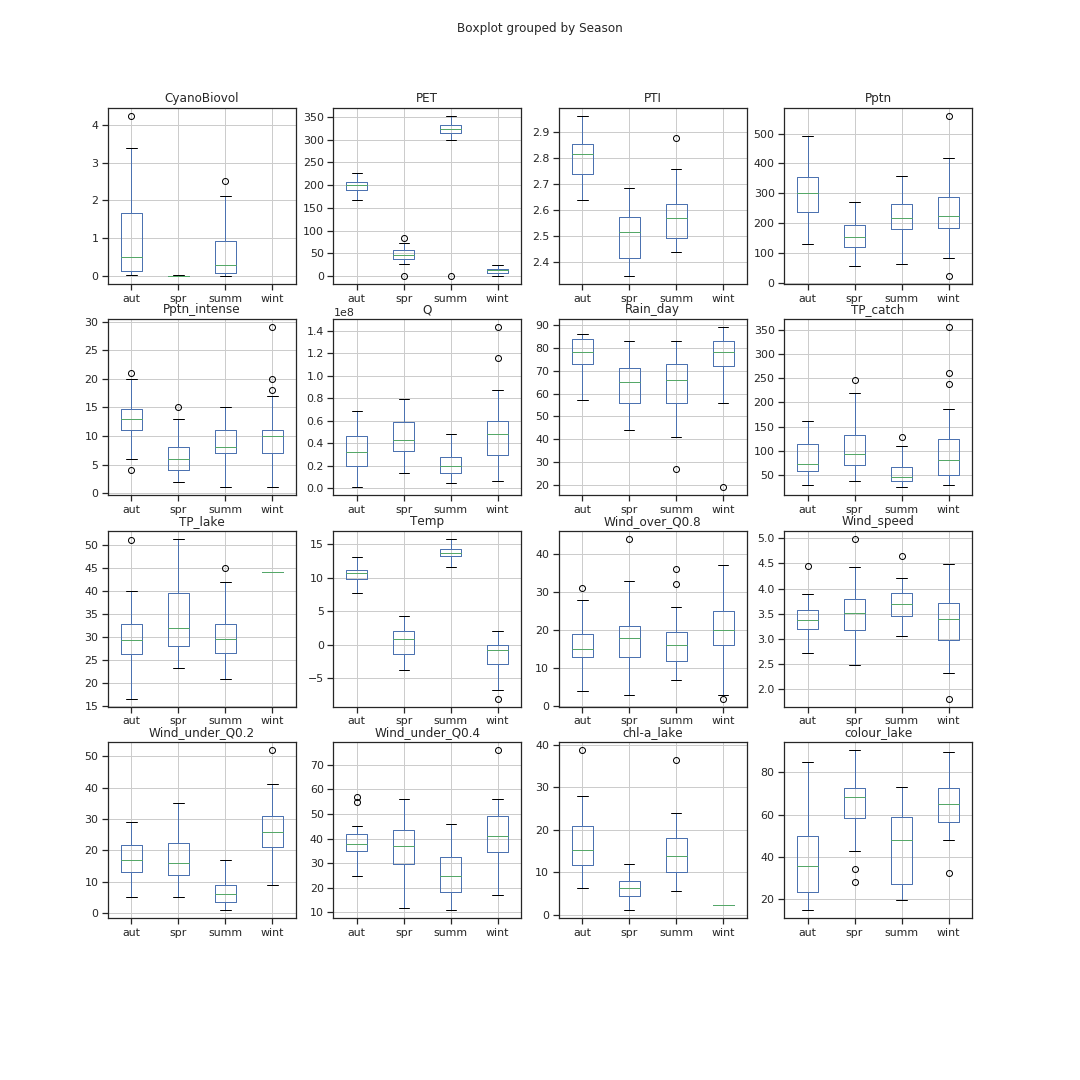 Boxplot grouped by Season
CyanoBiovol PET PTI Pptn
4 3 2 1 0
350 300 250 200 150 100 50 0
2.9 2.8 2.7 2.6 2.5 2.4
500 400 300 200 100 0
aut spr summ wint aut spr summ wint aut spr summ wint aut spr summ wint
Pptn_intense Q Rain_day TP_catch
30 25 20 15 10 5 0
1e8
1.4 1.2 1.0 0.8 0.6 0.4 0.2 0.0
90 80 70 60 50 40 30 20
350 300 250 200 150 100 50
aut spr summ wint aut spr summ wint aut spr summ wint aut spr summ wint
TP_lake Temp Wind_over_Q0.8 Wind_speed
50 45 40 35 30 25 20 15
15 10 5 0 −5
40 30 20 10 0
5.0 4.5 4.0 3.5 3.0 2.5 2.0
aut spr summ wint aut spr summ wint aut spr summ wint aut spr summ wint
Wind_under_Q0.2 Wind_under_Q0.4 chl-a_lake colour_lake
50 40 30 20 10 0
70 60 50 40 30 20 10
40 30 20 10 0
80 60 40 20
aut spr summ wint aut spr summ wint aut spr summ wint aut spr summ wint